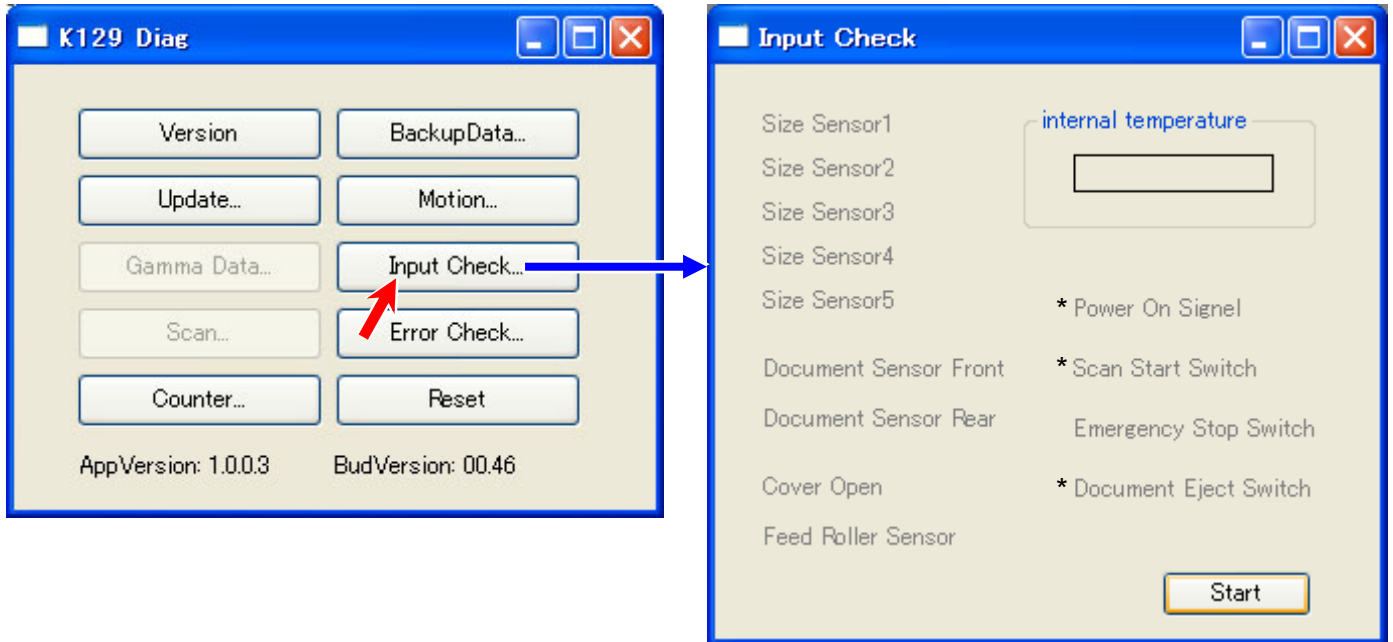 K129 Diag
Version
BackupData...
Update...
Motion...
Gamma Data...
Input Check...
Scan...
Error Check...
Counter...
Reset
AppVersion: 1.0.0.3
BudVersion: 00.46
Input Check
Size Sensor1
Size Sensor2
Size Sensor3
Size Sensor4
Size Sensor5
Document Sensor Front
Document Sensor Rear
Cover Open
Feed Roller Sensor
internal temperature
* Power On Signel
* Scan Start Switch
Emergency Stop Switch
* Document Eject Switch
Start